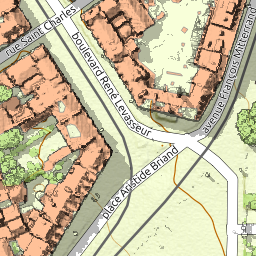 rue Saint Charles
boulevard René Levasseur
avenue François Mitterrand
place Aristide Briand